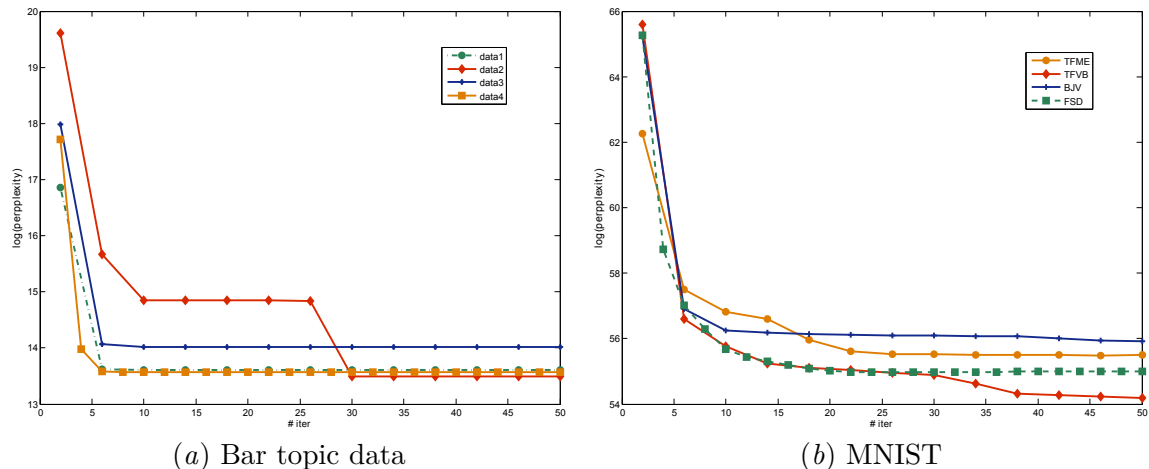 20
19
18
17
16
15
14
13
log(perpplexity)
0 5 10 15 20 25 30 35 40 45 50
# iter
data1
data2
data3
data4
(a) Bar topic data
66
64
62
60
58
56
54
log(perpplexity)
0 5 10 15 20 25 30 35 40 45 50
# iter
TFME
TFVB
BJV
FSD
(b) MNIST